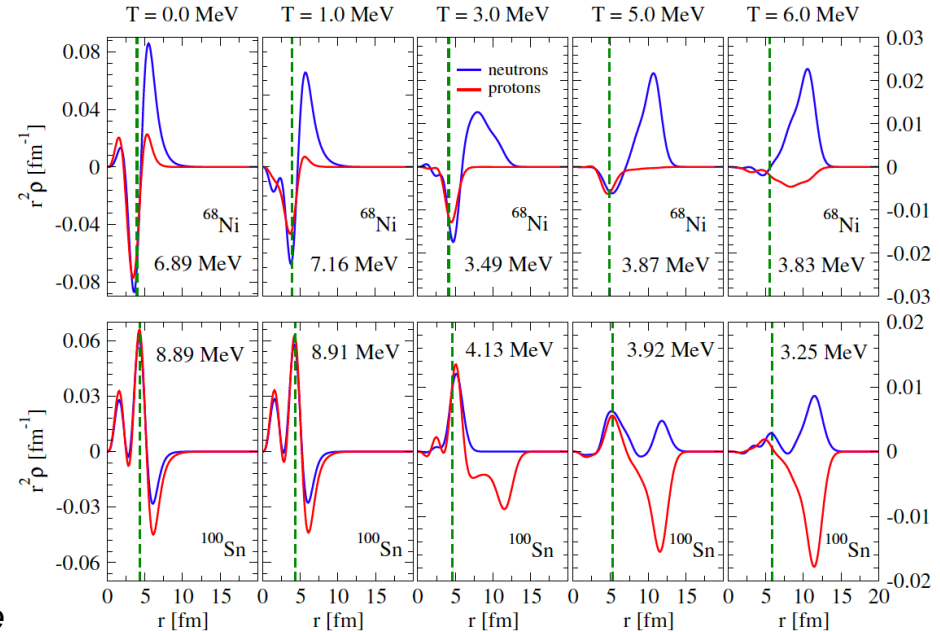 T = 0.0 MeV T = 1.0 MeV T = 3.0 MeV T = 5.0 MeV T = 6.0 MeV
0.08
0.04
0
-0.04
-0.08
r²ρ [fm⁻¹]
neutrons
protons
⁶⁸Ni ⁶⁸Ni ⁶⁸Ni ⁶⁸Ni ⁶⁸Ni
6.89 MeV 7.16 MeV 3.49 MeV 3.87 MeV 3.83 MeV
0.03
0.02
0.01
0
-0.01
-0.02
-0.03
0.06
0.03
0
-0.03
-0.06
r²ρ [fm⁻¹]
8.89 MeV 8.91 MeV 4.13 MeV 3.92 MeV 3.25 MeV
¹⁰⁰Sn ¹⁰⁰Sn ¹⁰⁰Sn ¹⁰⁰Sn ¹⁰⁰Sn
0.02
0.01
0
-0.01
-0.02
0 5 10 15 0 5 10 15 0 5 10 15 0 5 10 15 0 5 10 15 20
r [fm] r [fm] r [fm] r [fm] r [fm]
e